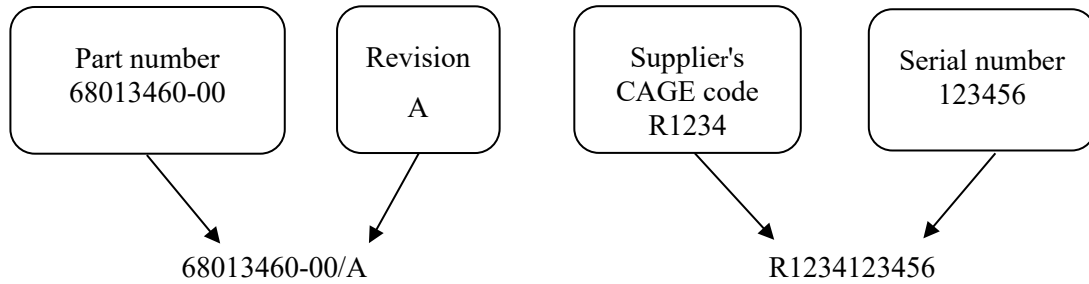 Part number
68013460-00
Revision
A
Supplier's
CAGE code
R1234
Serial number
123456
68013460-00/A
R1234123456